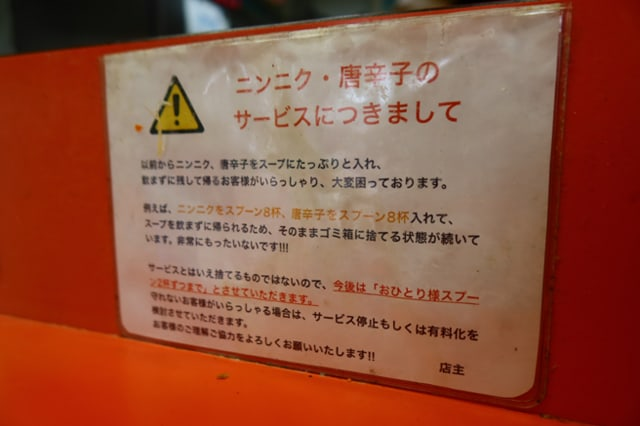 ニンニク・唐辛子の
サービスにつきまして
以前からニンニク、唐辛子をスープにたっぷりと入れ、
飲まずに残して帰るお客様がいらっしゃり、大変困っております。
例えば、ニンニクをスプーン8杯、唐辛子をスプーン8杯入れて、
スープを飲まずに帰られるため、そのままゴミ箱に捨てる状態が続いて
います。非常にもったいないです!!!
サービスとはいえ捨てるものではないので、今後は「おひとり様スプー
ン2杯ずつまで」とさせていただきます。
守れないお客様がいらっしゃる場合は、サービス停止もしくは有料化を
検討させていただきます。
お客様のご理解ご協力をよろしくお願いいたします!!
店主